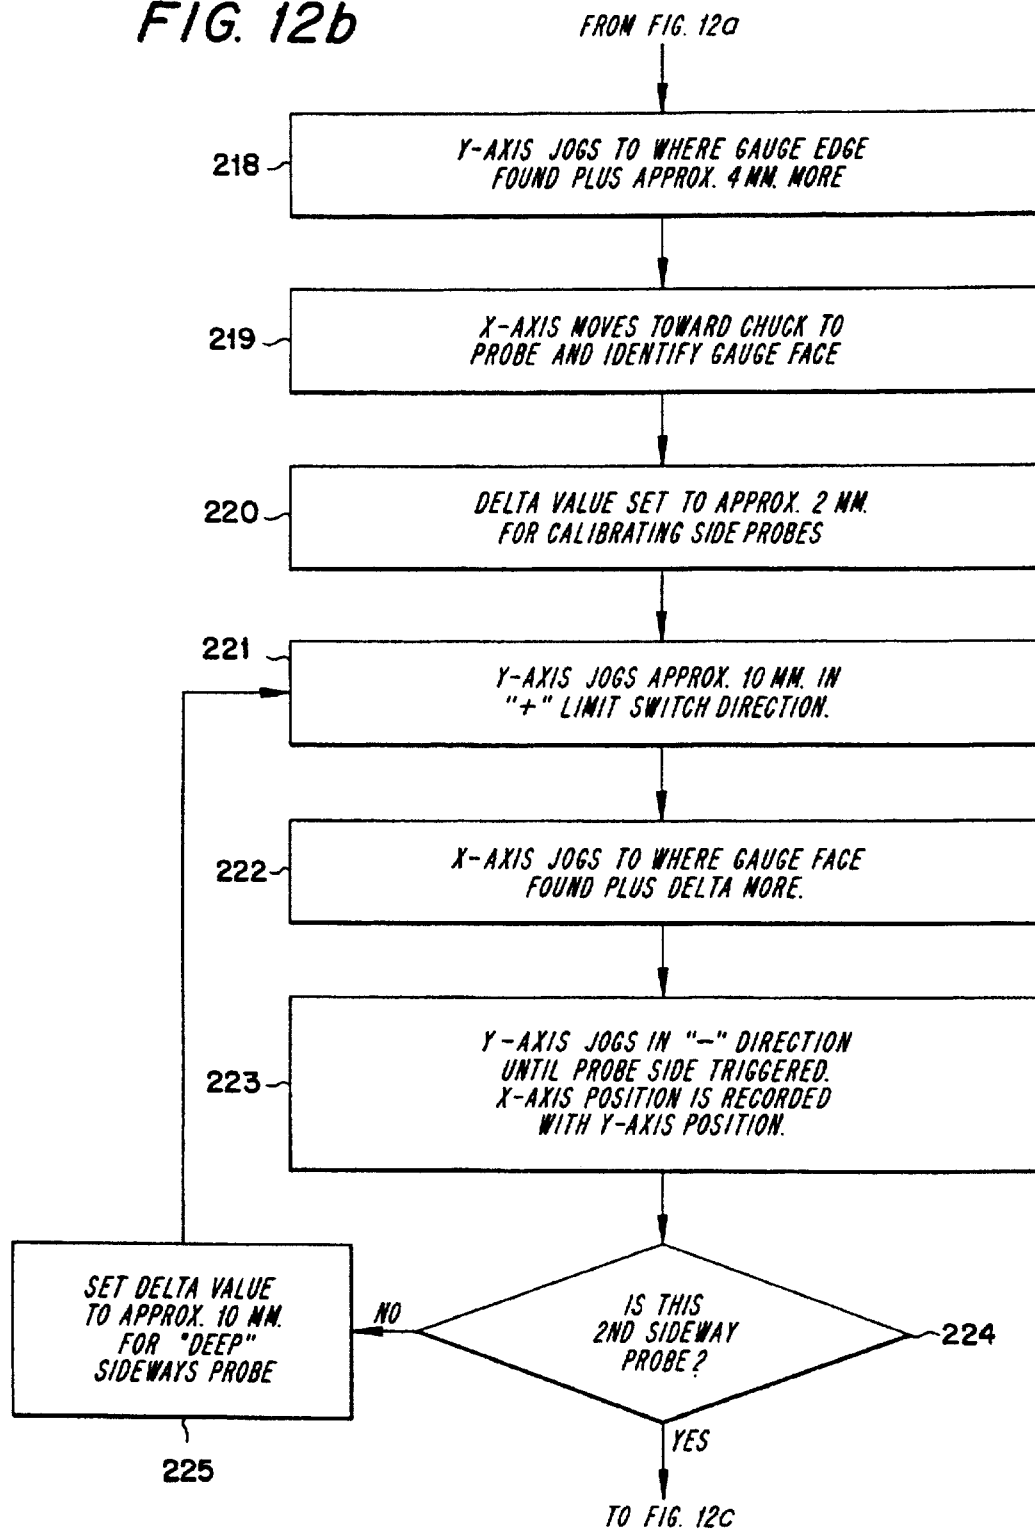 FIG. 12b
FROM FIG. 12a
218
Y-AXIS JOGS TO WHERE GAUGE EDGE
FOUND PLUS APPROX. 4 MM. MORE
219
X-AXIS MOVES TOWARD CHUCK TO
PROBE AND IDENTIFY GAUGE FACE
220
DELTA VALUE SET TO APPROX. 2 MM.
FOR CALIBRATING SIDE PROBES
221
Y-AXIS JOGS APPROX. 10 MM. IN
"+" LIMIT SWITCH DIRECTION.
222
X-AXIS JOGS TO WHERE GAUGE FACE
FOUND PLUS DELTA MORE.
223
Y-AXIS JOGS IN "-" DIRECTION
UNTIL PROBE SIDE TRIGGERED.
X-AXIS POSITION IS RECORDED
WITH Y-AXIS POSITION.
SET DELTA VALUE
TO APPROX. 10 MM.
FOR "DEEP"
SIDEWAYS PROBE
225
NO
IS THIS
2ND SIDEWAY
PROBE?
224
YES
TO FIG. 12c